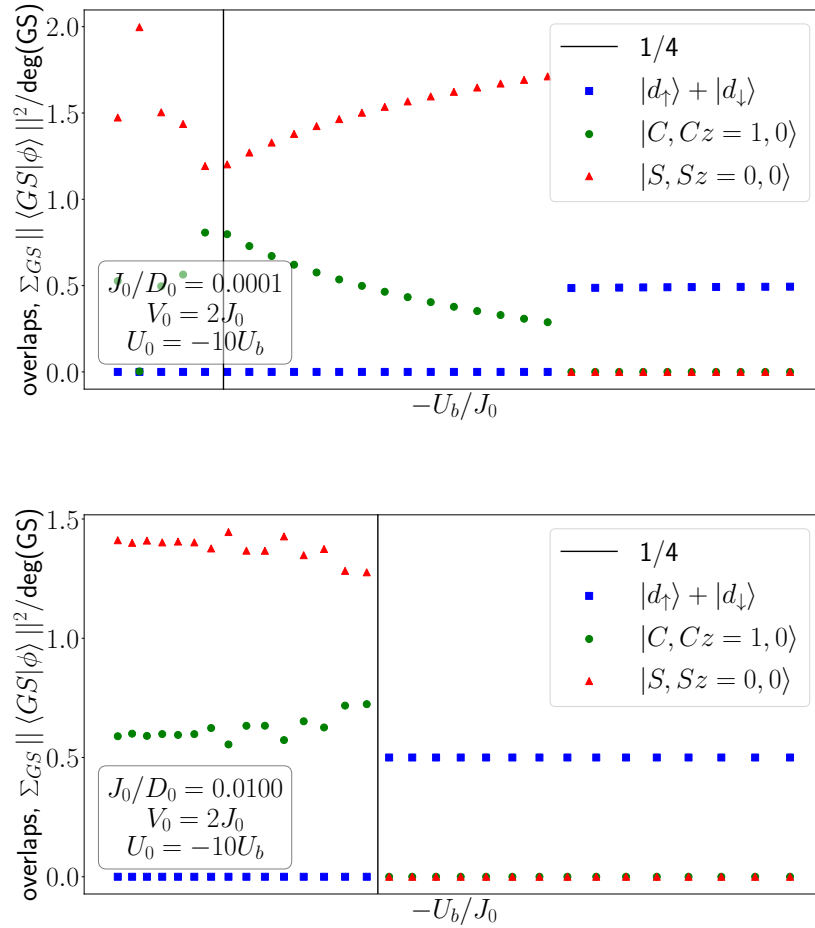 overlaps, Σ_GS || ⟨GS|ϕ⟩ ||²/deg(GS)
2.0
1.5
1.0
0.5
0.0
1/4
|d↑⟩ + |d↓⟩
|C, Cz = 1, 0⟩
|S, Sz = 0, 0⟩
J₀/D₀ = 0.0001
V₀ = 2J₀
U₀ = −10U_b
−U_b/J₀
overlaps, Σ_GS || ⟨GS|ϕ⟩ ||²/deg(GS)
1.5
1.0
0.5
0.0
1/4
|d↑⟩ + |d↓⟩
|C, Cz = 1, 0⟩
|S, Sz = 0, 0⟩
J₀/D₀ = 0.0100
V₀ = 2J₀
U₀ = −10U_b
−U_b/J₀